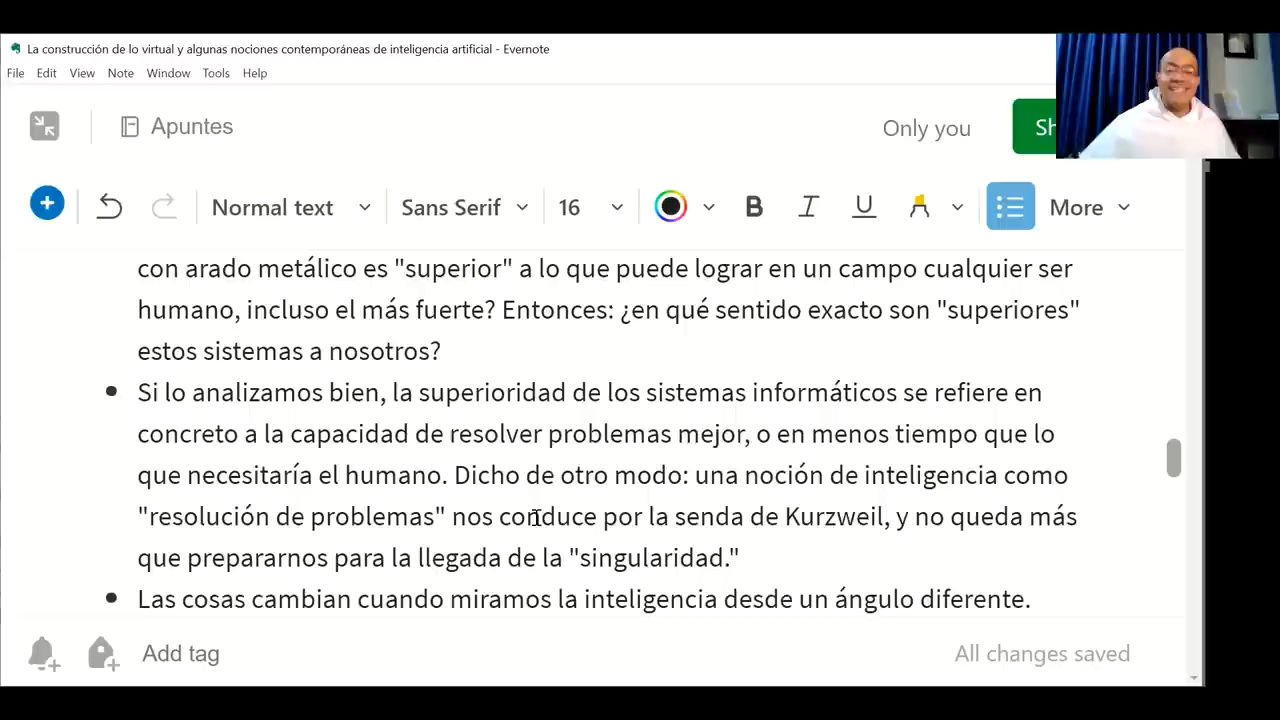 La construcción de lo virtual y algunas nociones contemporáneas de inteligencia artificial - Evernote
File Edit View Note Window Tools Help
Apuntes
Only you
Sh
Normal text
Sans Serif
16
B I U
More
con arado metálico es "superior" a lo que puede lograr en un campo cualquier ser
humano, incluso el más fuerte? Entonces: ¿en qué sentido exacto son "superiores"
estos sistemas a nosotros?
• Si lo analizamos bien, la superioridad de los sistemas informáticos se refiere en
concreto a la capacidad de resolver problemas mejor, o en menos tiempo que lo
que necesitaría el humano. Dicho de otro modo: una noción de inteligencia como
"resolución de problemas" nos conduce por la senda de Kurzweil, y no queda más
que prepararnos para la llegada de la "singularidad."
• Las cosas cambian cuando miramos la inteligencia desde un ángulo diferente.
Add tag
All changes saved